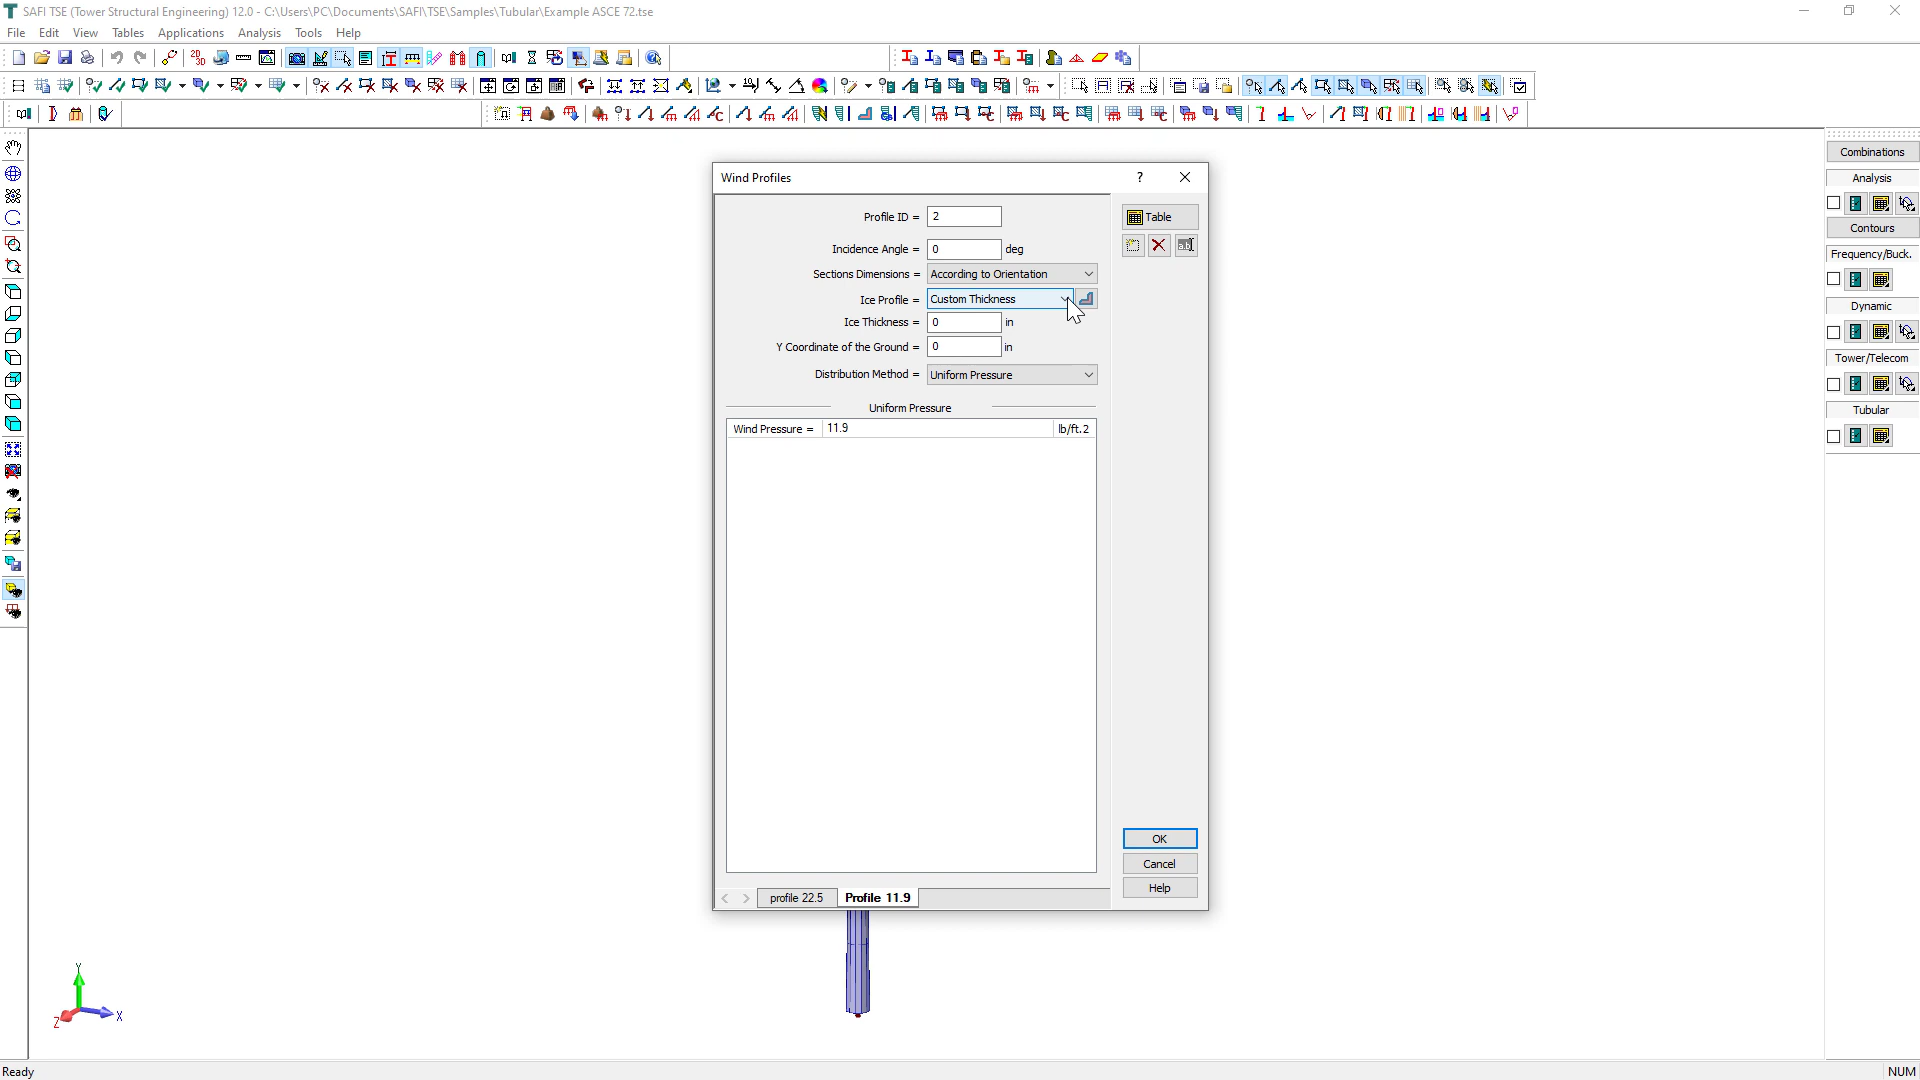 SAFI TSE (Tower Structural Engineering) 12.0 - C:\Users\PC\Documents\SAFI\TSE\Samples\Tubular\Example ASCE 72.tse
File Edit View Tables Applications Analysis Tools Help
Wind Profiles ?
Profile ID = 2
Table
Incidence Angle = 0 deg
Sections Dimensions = According to Orientation
Ice Profile = Custom Thickness
Ice Thickness = 0 in
Y Coordinate of the Ground = 0 in
Distribution Method = Uniform Pressure
Uniform Pressure
Wind Pressure = 11.9 lb/ft.2
OK
Cancel
Help
profile 22.5 Profile 11.9
Combinations
Analysis
Contours
Frequency/Buck.
Dynamic
Tower/Telecom
Tubular
Y
X
Z
Ready NUM